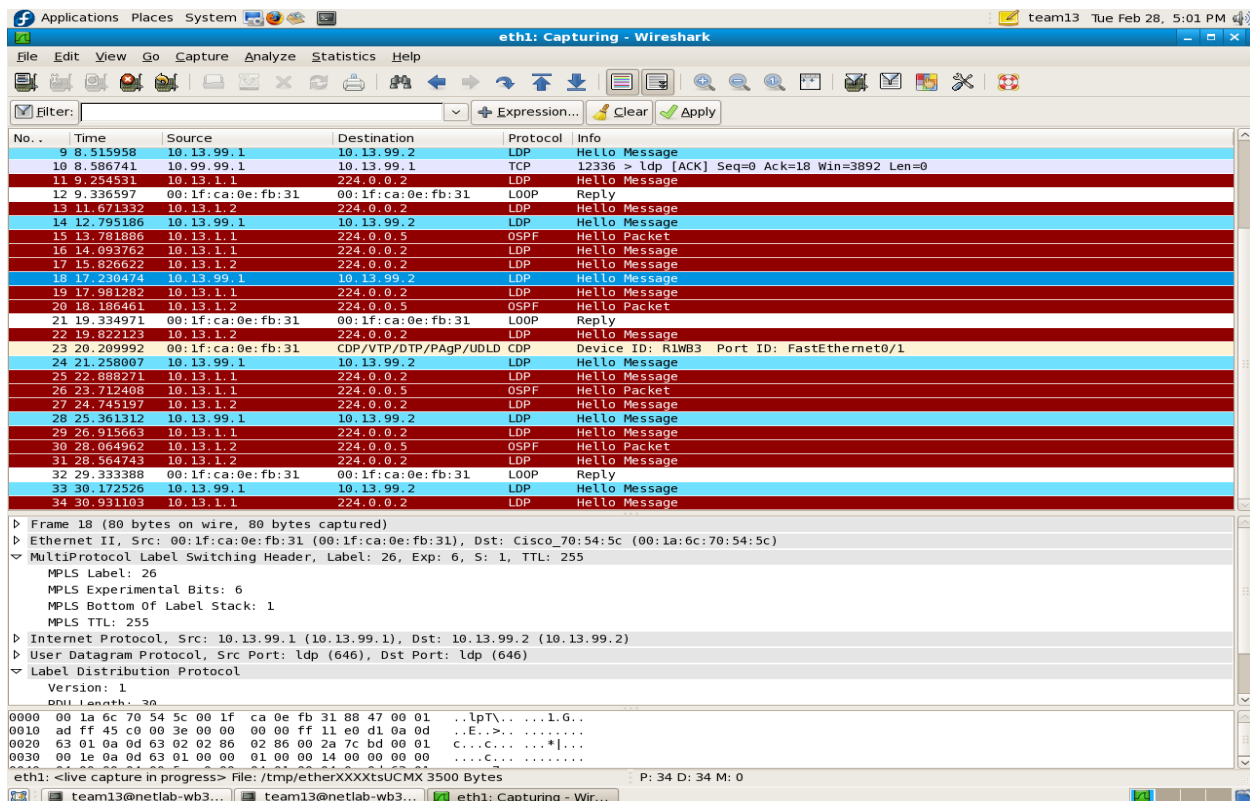 Applications Places System team13 Tue Feb 28, 5:01 PM
eth1: Capturing - Wireshark
File Edit View Go Capture Analyze Statistics Help
Filter: Expression... Clear Apply
No. . Time Source Destination Protocol Info
9 8.515958 10.13.99.1 10.13.99.2 LDP Hello Message
10 8.586741 10.99.99.1 10.13.99.1 TCP 12336 > ldp [ACK] Seq=0 Ack=18 Win=3892 Len=0
11 9.254531 10.13.1.1 224.0.0.2 LDP Hello Message
12 9.336597 00:1f:ca:0e:fb:31 00:1f:ca:0e:fb:31 LOOP Reply
13 11.671332 10.13.1.2 224.0.0.2 LDP Hello Message
14 12.795186 10.13.99.1 10.13.99.2 LDP Hello Message
15 13.781886 10.13.1.1 224.0.0.5 OSPF Hello Packet
16 14.093762 10.13.1.1 224.0.0.2 LDP Hello Message
17 15.826622 10.13.1.2 224.0.0.2 LDP Hello Message
18 17.230474 10.13.99.1 10.13.99.2 LDP Hello Message
19 17.981282 10.13.1.1 224.0.0.2 LDP Hello Message
20 18.186461 10.13.1.2 224.0.0.5 OSPF Hello Packet
21 19.334971 00:1f:ca:0e:fb:31 00:1f:ca:0e:fb:31 LOOP Reply
22 19.822123 10.13.1.2 224.0.0.2 LDP Hello Message
23 20.209992 00:1f:ca:0e:fb:31 CDP/VTP/DTP/PAgP/UDLD CDP Device ID: R1WB3 Port ID: FastEthernet0/1
24 21.258007 10.13.99.1 10.13.99.2 LDP Hello Message
25 22.888271 10.13.1.1 224.0.0.2 LDP Hello Message
26 23.712408 10.13.1.1 224.0.0.5 OSPF Hello Packet
27 24.745197 10.13.1.2 224.0.0.2 LDP Hello Message
28 25.361312 10.13.99.1 10.13.99.2 LDP Hello Message
29 26.915663 10.13.1.1 224.0.0.2 LDP Hello Message
30 28.064962 10.13.1.2 224.0.0.5 OSPF Hello Packet
31 28.564743 10.13.1.2 224.0.0.2 LDP Hello Message
32 29.333388 00:1f:ca:0e:fb:31 00:1f:ca:0e:fb:31 LOOP Reply
33 30.172526 10.13.99.1 10.13.99.2 LDP Hello Message
34 30.931103 10.13.1.1 224.0.0.2 LDP Hello Message
Frame 18 (80 bytes on wire, 80 bytes captured)
Ethernet II, Src: 00:1f:ca:0e:fb:31 (00:1f:ca:0e:fb:31), Dst: Cisco_70:54:5c (00:1a:6c:70:54:5c)
MultiProtocol Label Switching Header, Label: 26, Exp: 6, S: 1, TTL: 255
MPLS Label: 26
MPLS Experimental Bits: 6
MPLS Bottom Of Label Stack: 1
MPLS TTL: 255
Internet Protocol, Src: 10.13.99.1 (10.13.99.1), Dst: 10.13.99.2 (10.13.99.2)
User Datagram Protocol, Src Port: ldp (646), Dst Port: ldp (646)
Label Distribution Protocol
Version: 1
PDU Length: 30
0000 00 1a 6c 70 54 5c 00 1f ca 0e fb 31 88 47 00 01 ..lpT\.. ...1.G..
0010 ad ff 45 c0 00 3e 00 00 00 00 ff 11 e0 d1 0a 0d ..E..>.. ........
0020 63 01 0a 0d 63 02 02 86 02 86 00 2a 7c bd 00 01 c...c... ...*|...
0030 00 1e 0a 0d 63 01 00 00 01 00 00 14 00 00 00 00 ....c... ........
eth1: <live capture in progress> File: /tmp/etherXXXXtsUCMX 3500 Bytes P: 34 D: 34 M: 0
team13@netlab-wb3... team13@netlab-wb3... eth1: Capturing - Wir...